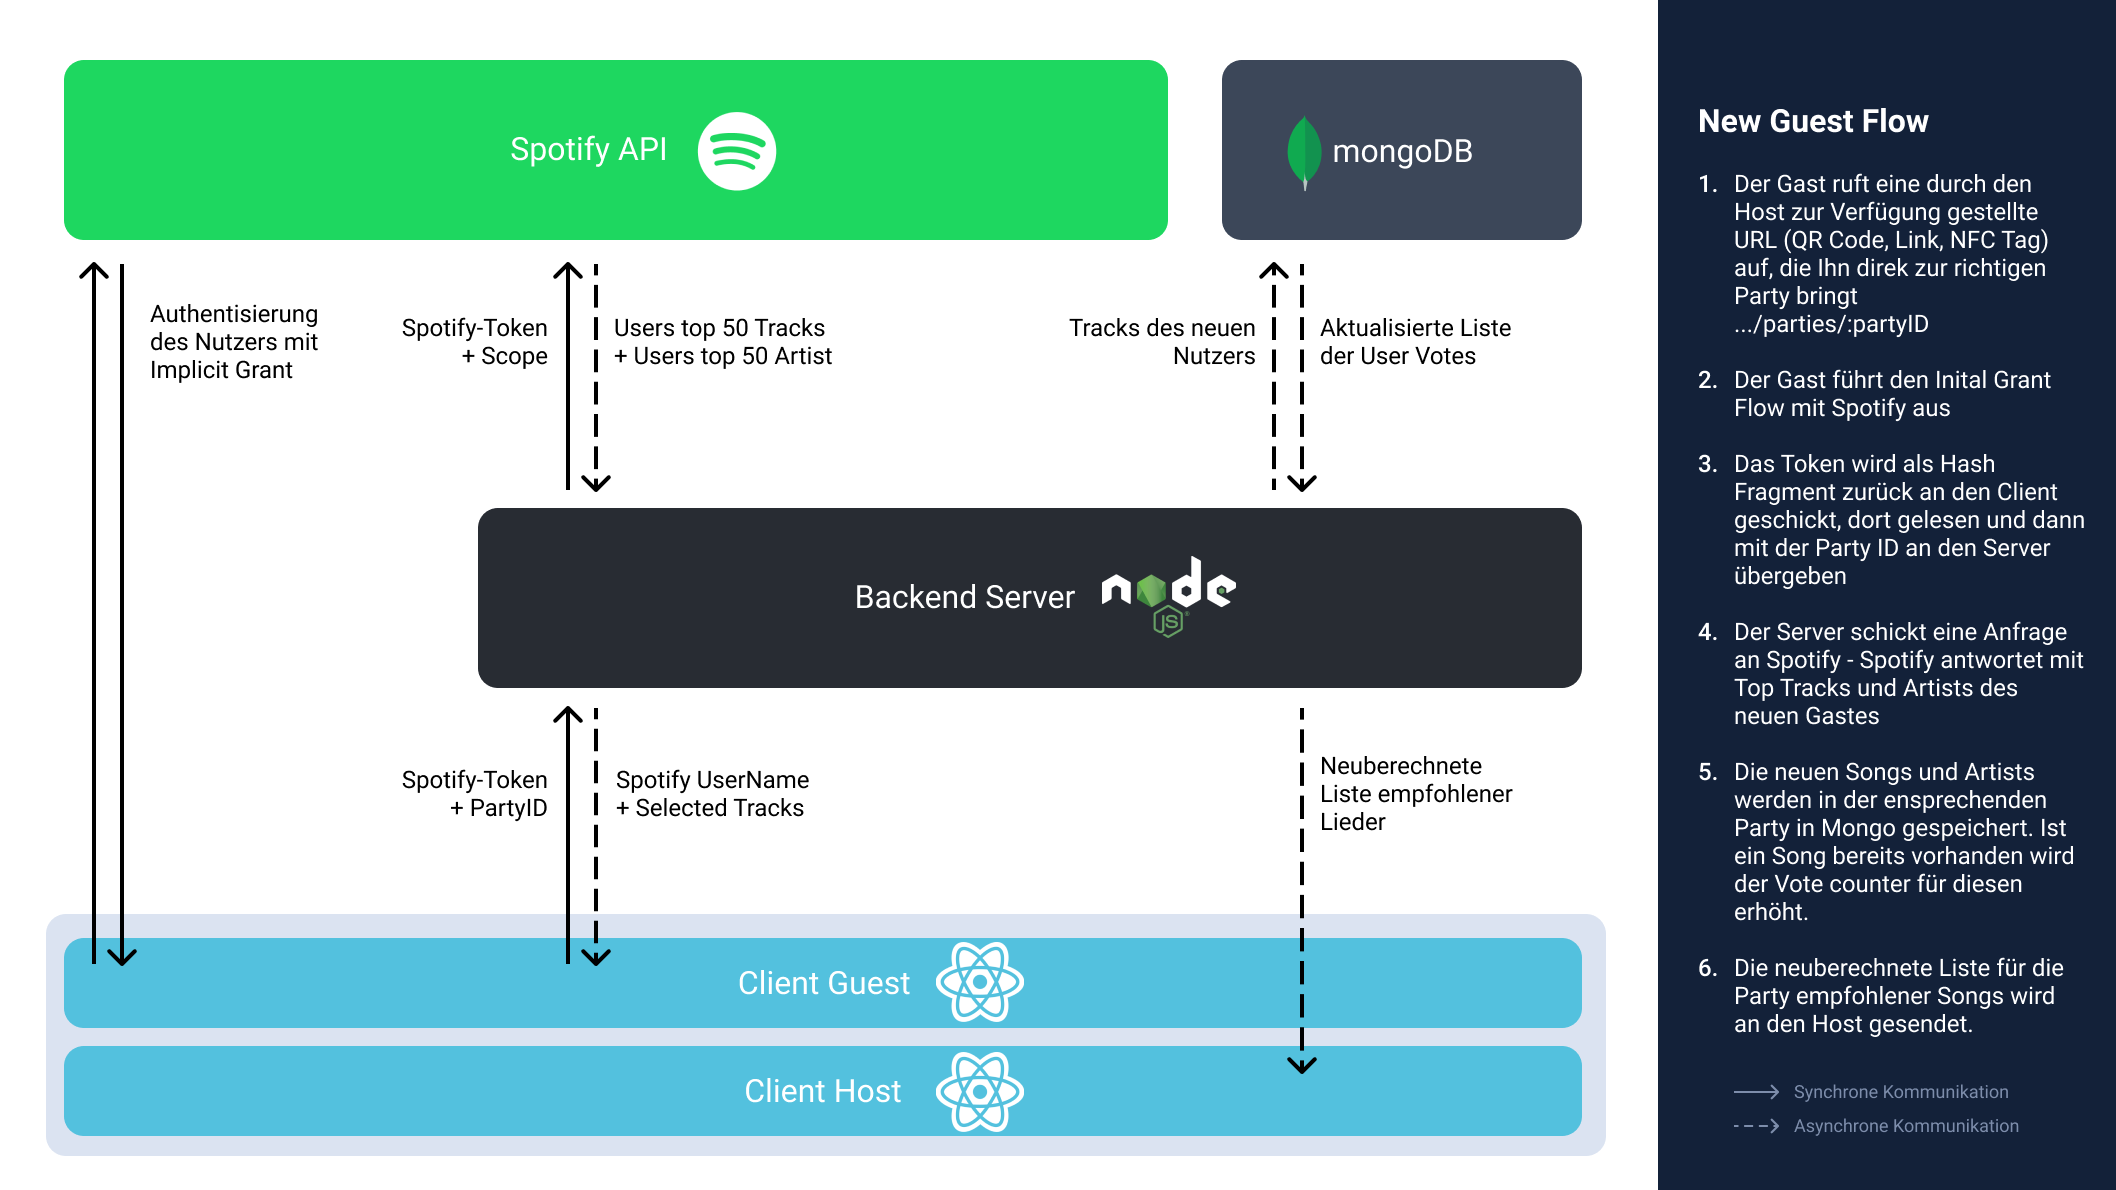 Spotify API
mongoDB
Authentisierung
des Nutzers mit
Implicit Grant
Spotify-Token
+ Scope
Users top 50 Tracks
+ Users top 50 Artist
Tracks des neuen
Nutzers
Aktualisierte Liste
der User Votes
Backend Server
node
JS
Spotify-Token
+ PartyID
Spotify UserName
+ Selected Tracks
Neuberechnete
Liste empfohlener
Lieder
Client Guest
Client Host
New Guest Flow
1. Der Gast ruft eine durch den
Host zur Verfügung gestellte
URL (QR Code, Link, NFC Tag)
auf, die Ihn direk zur richtigen
Party bringt
.../parties/:partyID
2. Der Gast führt den Inital Grant
Flow mit Spotify aus
3. Das Token wird als Hash
Fragment zurück an den Client
geschickt, dort gelesen und dann
mit der Party ID an den Server
übergeben
4. Der Server schickt eine Anfrage
an Spotify - Spotify antwortet mit
Top Tracks und Artists des
neuen Gastes
5. Die neuen Songs und Artists
werden in der ensprechenden
Party in Mongo gespeichert. Ist
ein Song bereits vorhanden wird
der Vote counter für diesen
erhöht.
6. Die neuberechnete Liste für die
Party empfohlener Songs wird
an den Host gesendet.
Synchrone Kommunikation
Asynchrone Kommunikation